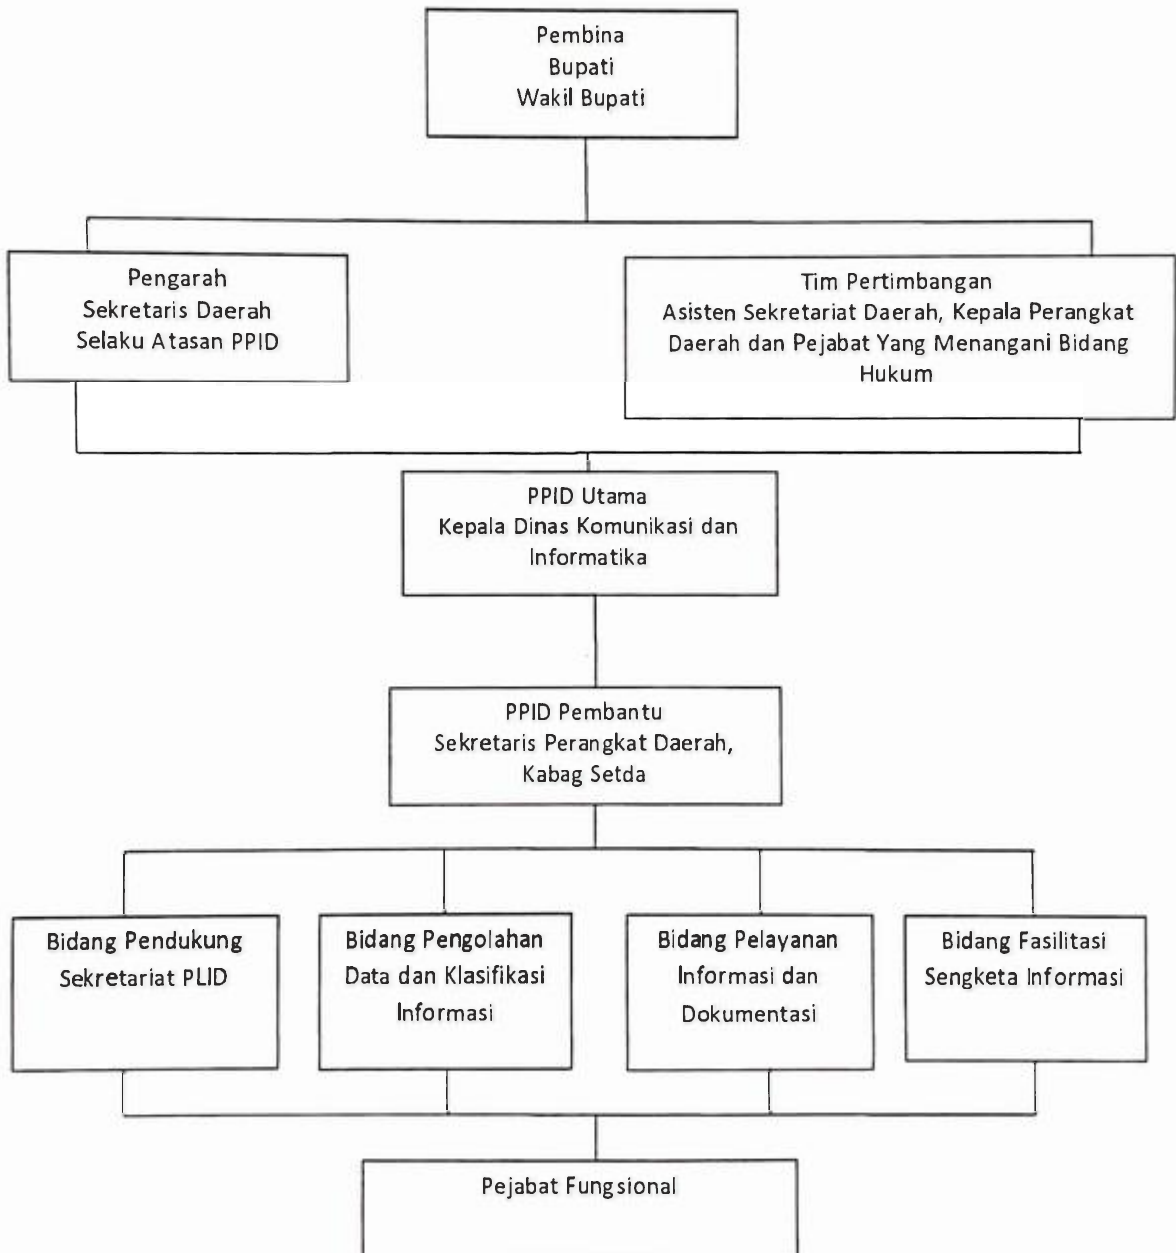 Pembina
Bupati
Wakil Bupati
Pengarah
Sekretaris Daerah
Selaku Atasan PPID
Tim Pertimbangan
Asisten Sekretariat Daerah, Kepala Perangkat
Daerah dan Pejabat Yang Menangani Bidang
Hukum
PPID Utama
Kepala Dinas Komunikasi dan
Informatika
PPID Pembantu
Sekretaris Perangkat Daerah,
Kabag Setda
Bidang Pendukung
Sekretariat PLID
Bidang Pengolahan
Data dan Klasifikasi
Informasi
Bidang Pelayanan
Informasi dan
Dokumentasi
Bidang Fasilitasi
Sengketa Informasi
Pejabat Fungsional